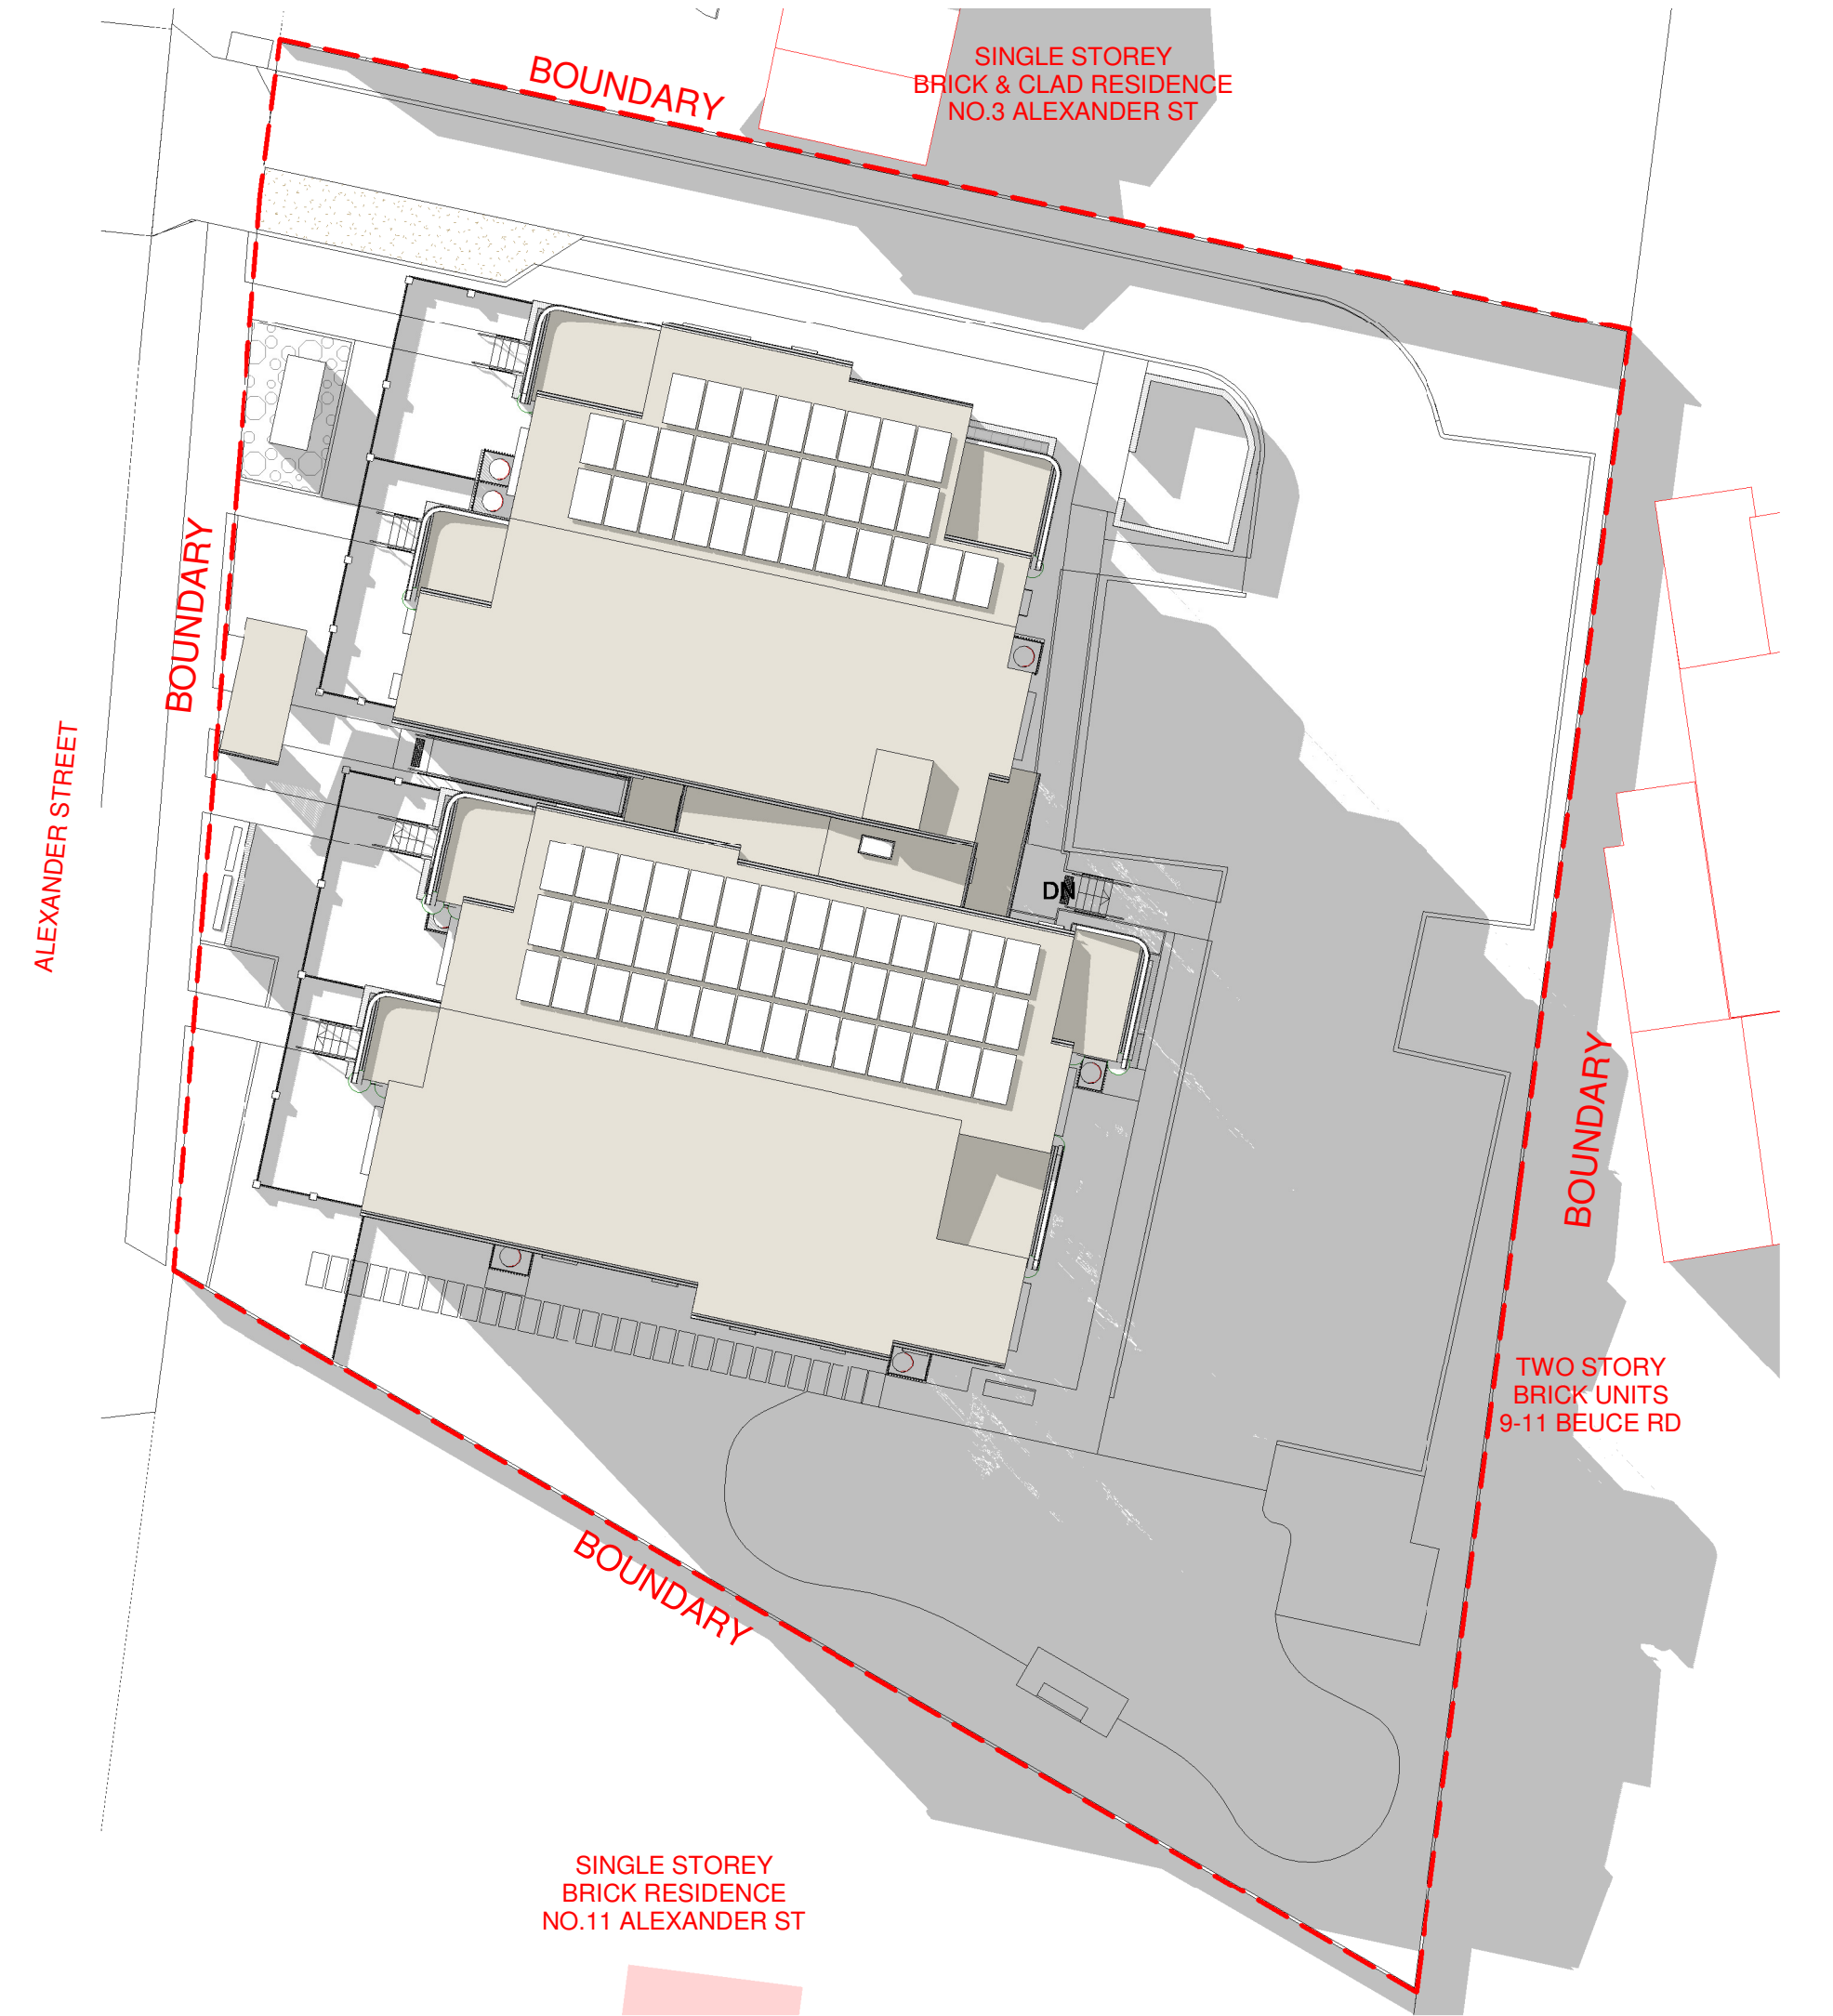 BOUNDARY
SINGLE STOREY
BRICK & CLAD RESIDENCE
NO.3 ALEXANDER ST
BOUNDARY
ALEXANDER STREET
DN
BOUNDARY
TWO STORY
BRICK UNITS
9-11 BEUCE RD
BOUNDARY
SINGLE STOREY
BRICK RESIDENCE
NO.11 ALEXANDER ST